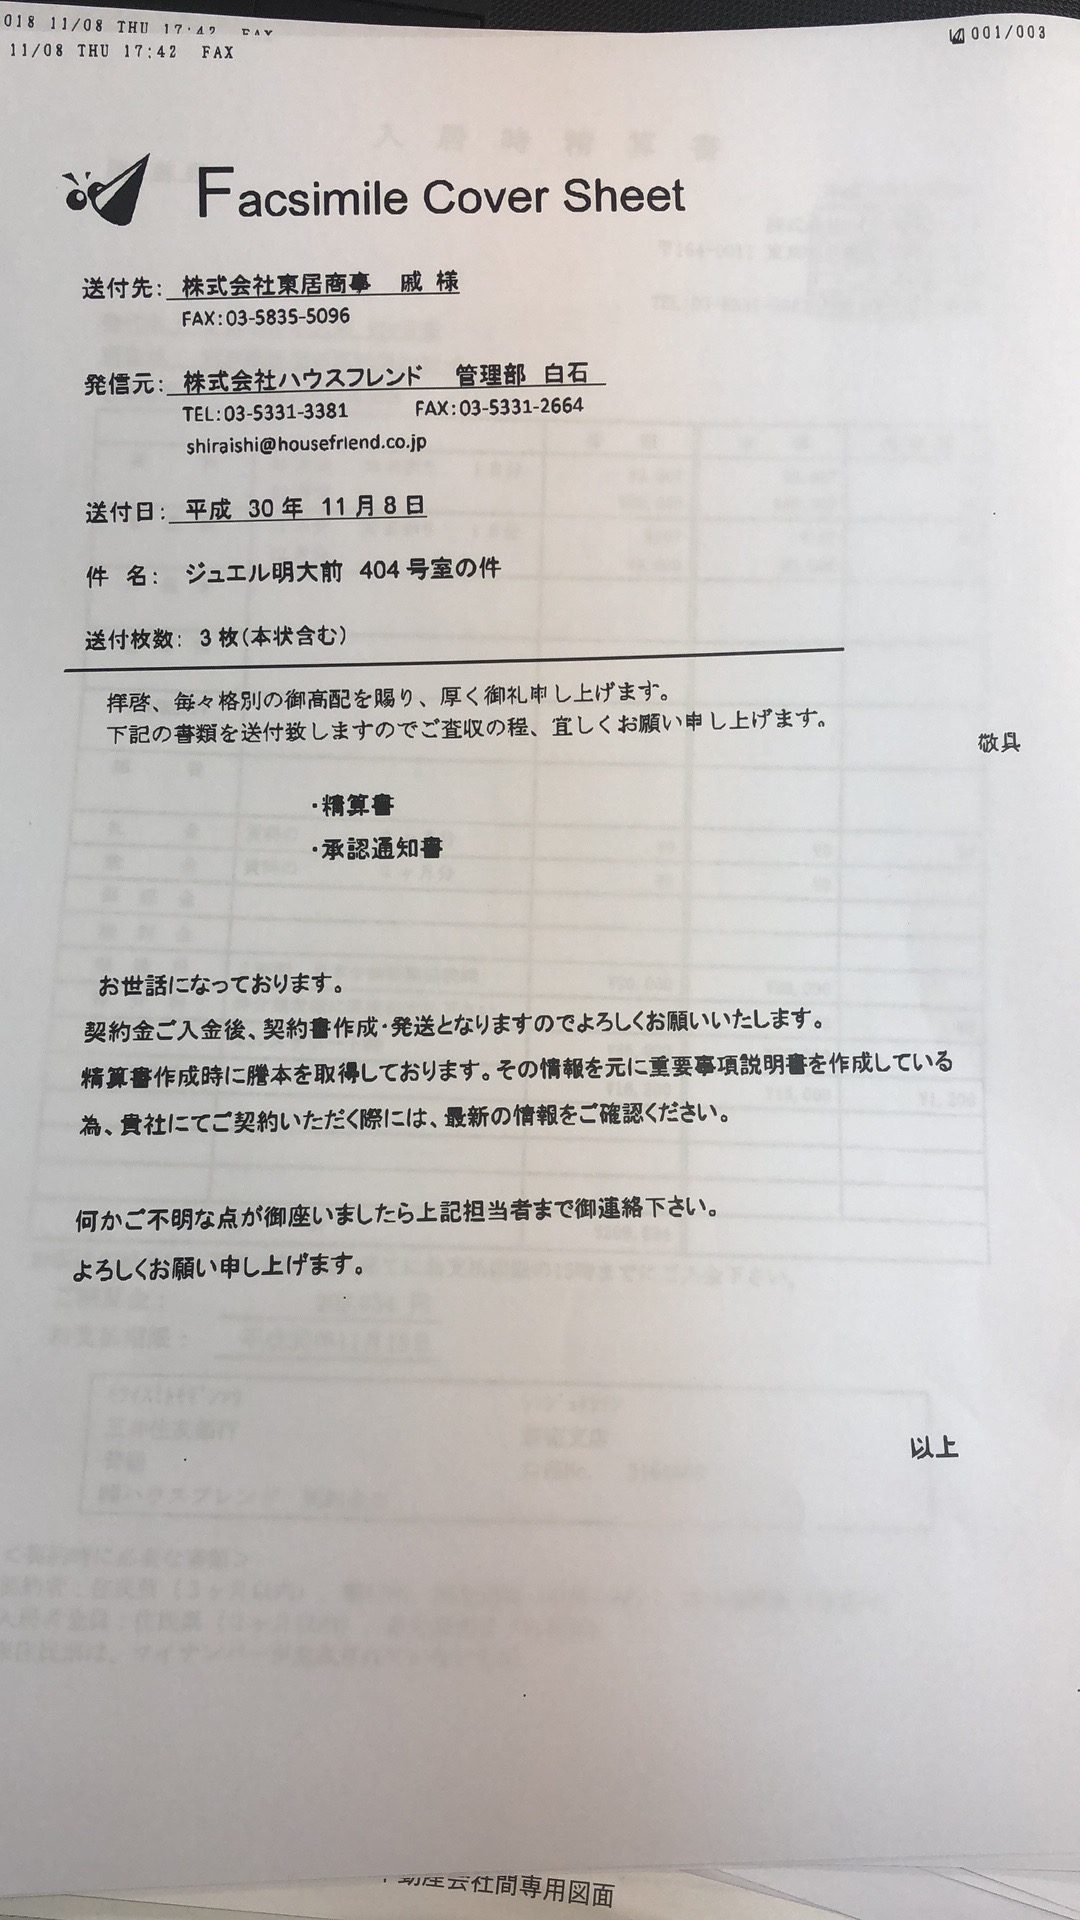 018 11/08 THU 17:42 FAX
11/08 THU 17:42 FAX
001/003
Facsimile Cover Sheet
送付先: 株式会社東居商事 戚 様
FAX:03-5835-5096
発信元: 株式会社ハウスフレンド 管理部 白石
TEL:03-5331-3381 FAX:03-5331-2664
shiraishi@housefriend.co.jp
送付日: 平成 30年 11月8日
件 名: ジュエル明大前 404号室の件
送付枚数: 3枚(本状含む)
拝啓、毎々格別の御高配を賜り、厚く御礼申し上げます。
下記の書類を送付致しますのでご査収の程、宜しくお願い申し上げます。
敬具
・精算書
・承認通知書
お世話になっております。
契約金ご入金後、契約書作成・発送となりますのでよろしくお願いいたします。
精算書作成時に謄本を取得しております。その情報を元に重要事項説明書を作成している
為、貴社にてご契約いただく際には、最新の情報をご確認ください。
何かご不明な点が御座いましたら上記担当者まで御連絡下さい。
よろしくお願い申し上げます。
以上
不動産会社間専用図面